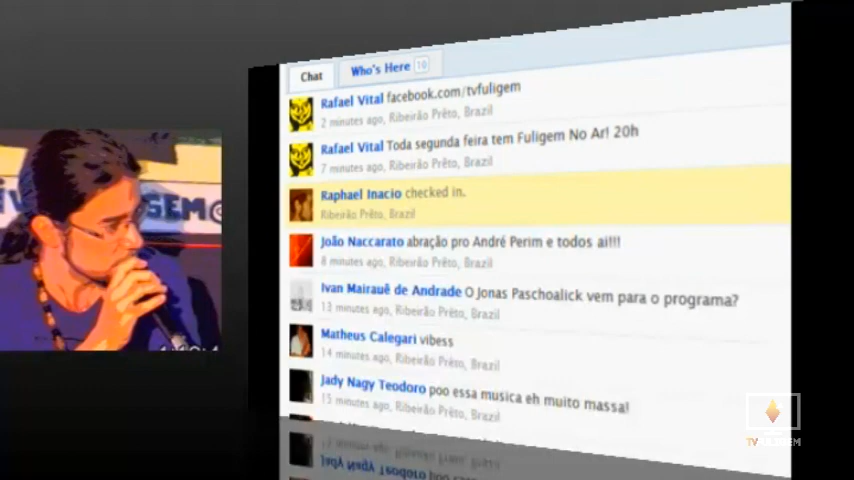 Chat
Who's Here 10
Rafael Vital facebook.com/tvfuligem
2 minutes ago, Ribeirão Prêto, Brazil
Rafael Vital Toda segunda feira tem Fuligem No Ar! 20h
7 minutes ago, Ribeirão Prêto, Brazil
Raphael Inacio checked in.
Ribeirão Prêto, Brazil
João Naccarato abração pro André Perim e todos ai!!!
8 minutes ago, Ribeirão Prêto, Brazil
Ivan Mairauê de Andrade O Jonas Paschoalick vem para o programa?
13 minutes ago, Ribeirão Prêto, Brazil
Matheus Calegari vibess
14 minutes ago, Ribeirão Prêto, Brazil
Jady Nagy Teodoro poo essa musica eh muito massa!
15 minutes ago, Ribeirão Prêto, Brazil
TVFULIGEM